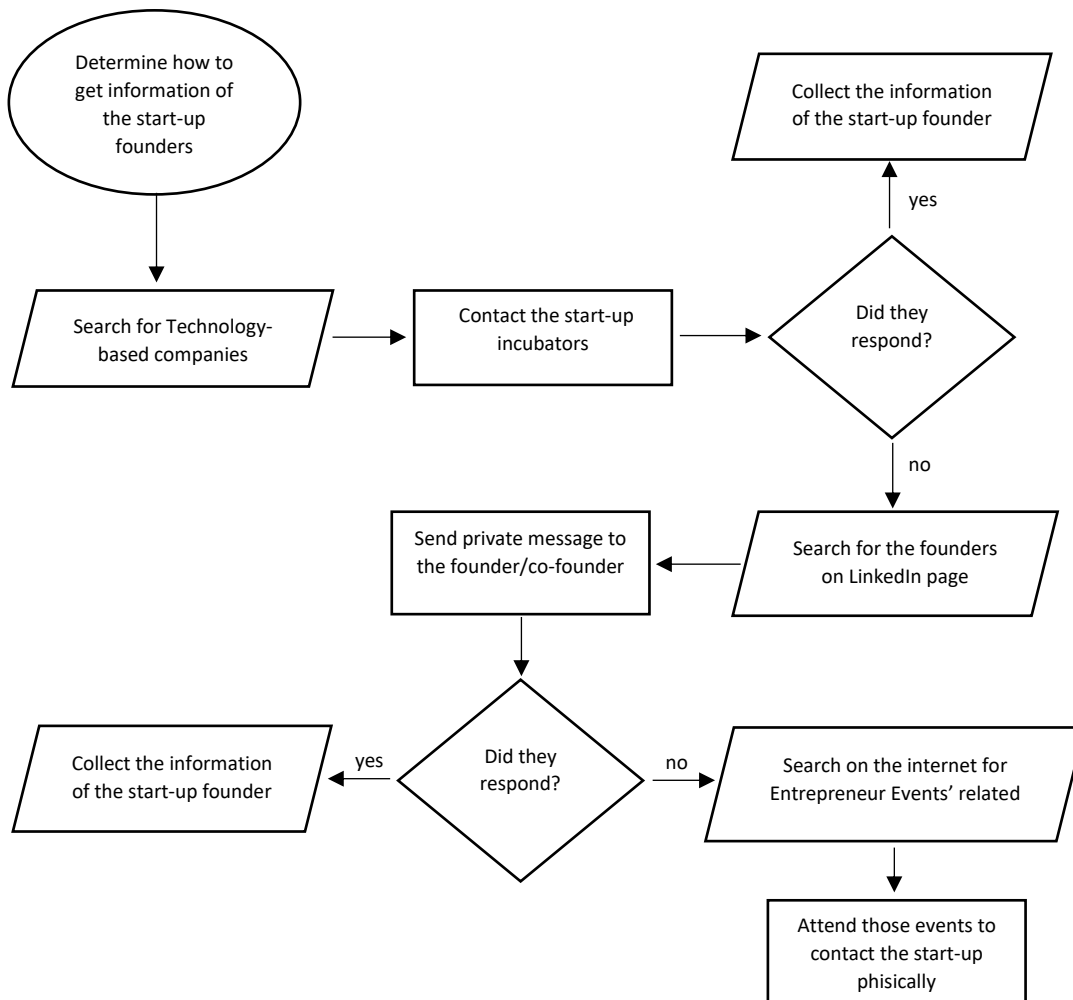 Determine how to
get information of
the start-up
founders
Search for Technology-
based companies
Contact the start-up
incubators
Did they
respond?
yes
Collect the information
of the start-up founder
no
Search for the founders
on LinkedIn page
Send private message to
the founder/co-founder
Did they
respond?
yes
Collect the information
of the start-up founder
no
Search on the internet for
Entrepreneur Events’ related
Attend those events to
contact the start-up
phisically